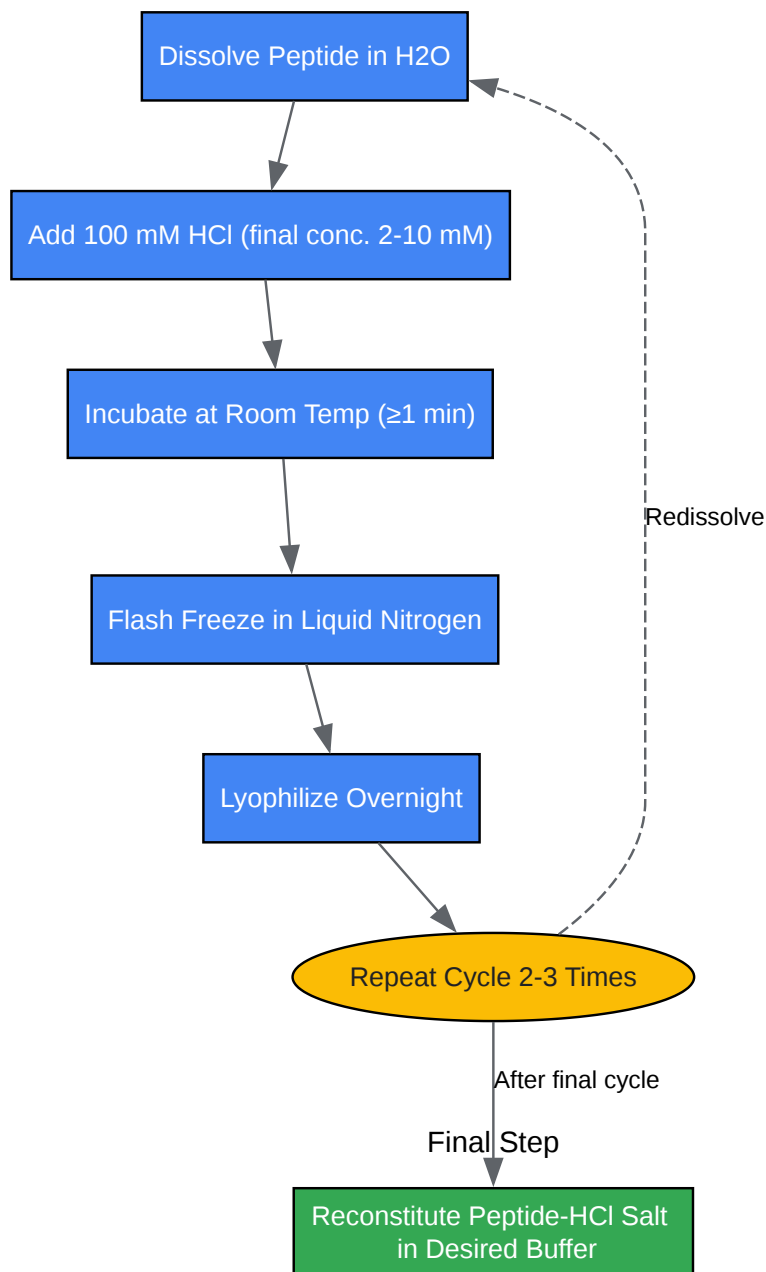 Dissolve Peptide in H2O
Add 100 mM HCl (final conc. 2-10 mM)
Incubate at Room Temp (≥1 min)
Redissolve
Flash Freeze in Liquid Nitrogen
Lyophilize Overnight
Repeat Cycle 2-3 Times
After final cycle
Final Step
Reconstitute Peptide-HCl Salt
in Desired Buffer